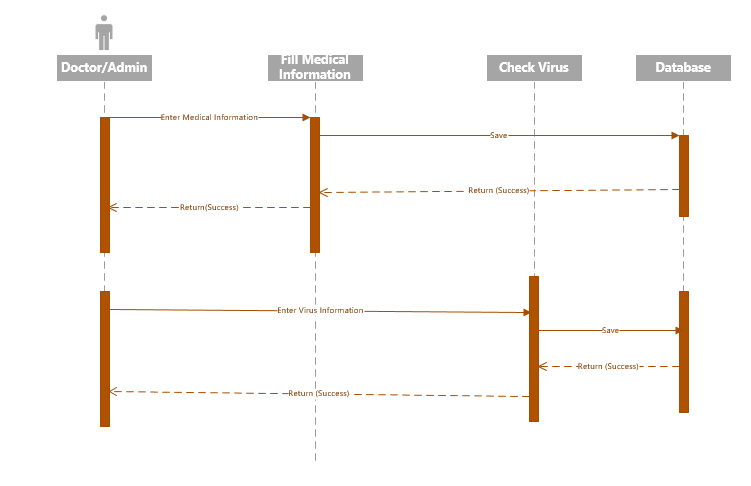 Doctor/Admin
Fill Medical
Information
Check Virus
Database
Enter Medical Information
Save
Return (Success)
Return(Success)
Enter Virus Information
Save
Return (Success)
Return (Success)